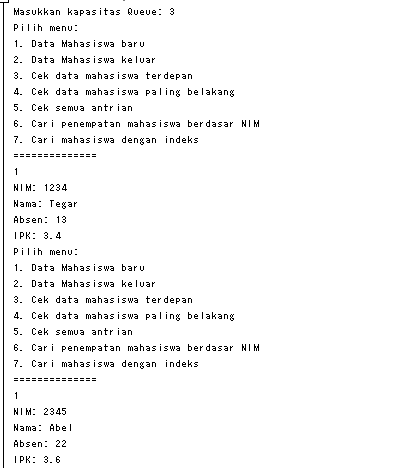 Masukkan kapasitas Queue: 3
Pilih menu:
1. Data Mahasiswa baru
2. Data Mahasiswa keluar
3. Cek data mahasiswa terdepan
4. Cek data mahasiswa paling belakang
5. Cek semua antrian
6. Cari penempatan mahasiswa berdasar NIM
7. Cari mahasiswa dengan indeks
==============
1
NIM: 1234
Nama: Tegar
Absen: 13
IPK: 3.4
Pilih menu:
1. Data Mahasiswa baru
2. Data Mahasiswa keluar
3. Cek data mahasiswa terdepan
4. Cek data mahasiswa paling belakang
5. Cek semua antrian
6. Cari penempatan mahasiswa berdasar NIM
7. Cari mahasiswa dengan indeks
==============
1
NIM: 2345
Nama: Abel
Absen: 22
IPK: 3.6